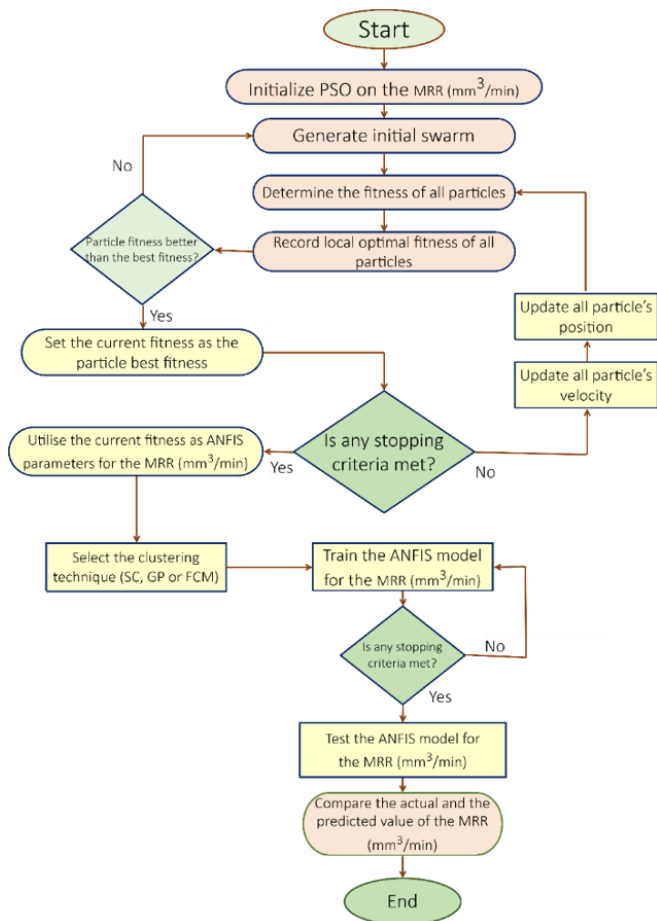 Start
Initialize PSO on the MRR (mm³/min)
Generate initial swarm
No
Determine the fitness of all particles
Particle fitness better
than the best fitness?
Record local optimal fitness of all
particles
Yes
Update all particle's
position
Set the current fitness as the
particle best fitness
Update all particle's
velocity
Utilise the current fitness as ANFIS
parameters for the MRR (mm³/min)
Is any stopping
criteria met?
Yes
No
Select the clustering
technique (SC, GP or FCM)
Train the ANFIS model
for the MRR (mm³/min)
Is any stopping
criteria met?
No
Yes
Test the ANFIS model for
the MRR (mm³/min)
Compare the actual and the
predicted value of the MRR
(mm³/min)
End